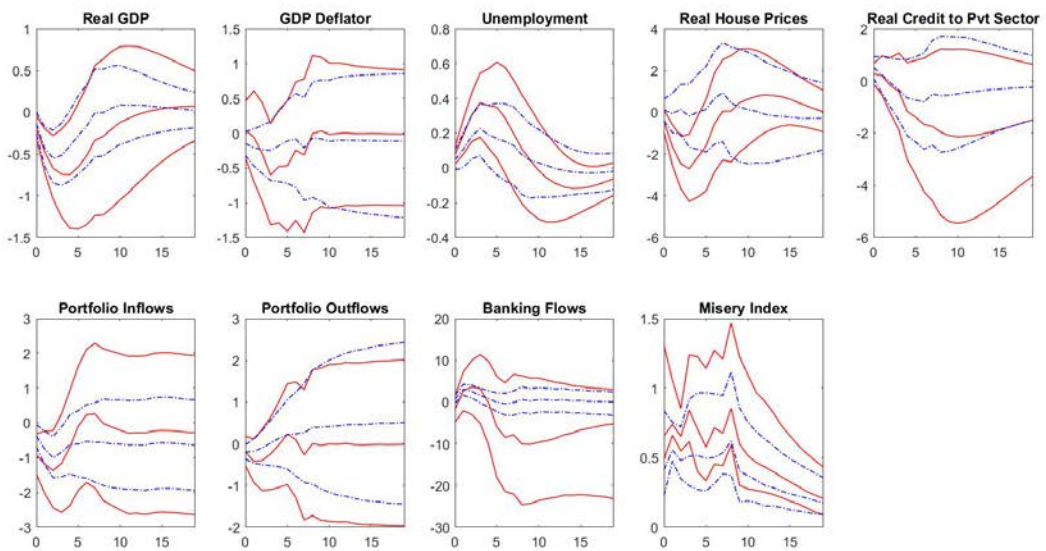 Real GDP GDP Deflator Unemployment Real House Prices Real Credit to Pvt Sector
1 1.5 0.8 4 2
0.5 1 0.6 2 0
0 0.5 0.4 0 -2
-0.5 0 0.2 -2 -4
-1 -0.5 0 -4 -6
-1.5 -1 0.2 -6
-1.5 0.4
0 5 10 15 0 5 10 15 0 5 10 15 0 5 10 15 0 5 10 15
Portfolio Inflows Portfolio Outflows Banking Flows Misery Index
3 3 20 1.5
2 2 10 1
1 1 0 0.5
0 0 -10 0
-1 -1 -20
-2 -2 -30
-3
0 5 10 15 0 5 10 15 0 5 10 15 0 5 10 15